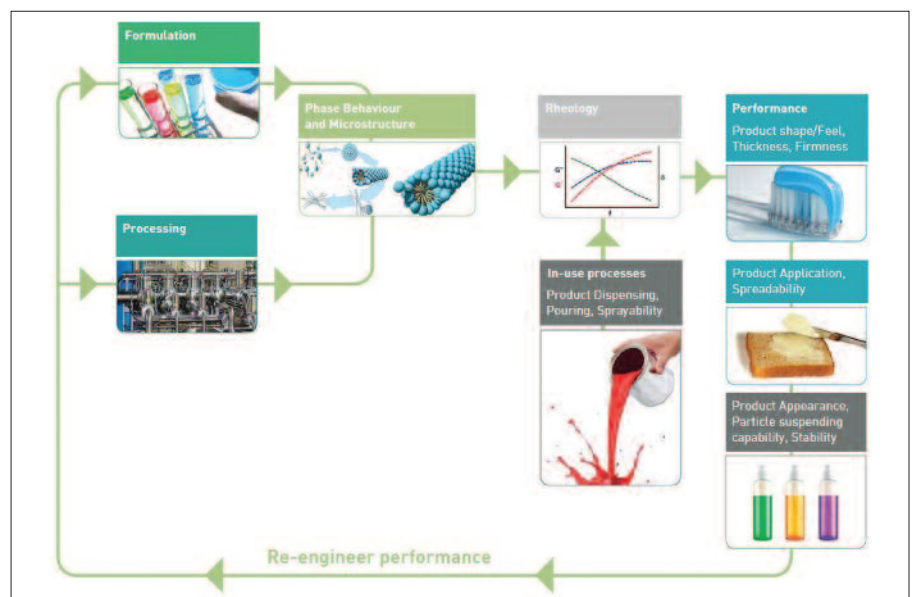 Formulation
Phase Behaviour
and Microstructure
Rheology
Performance
Product shape/Feel,
Thickness, Firmness
Processing
In-use processes
Product Dispensing,
Pouring, Sprayability
Product Application,
Spreadability
Product Appearance,
Particle suspending
capability, Stability
Re-engineer performance